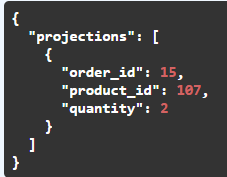 {
  "projections": [
    {
      "order_id": 15,
      "product_id": 107,
      "quantity": 2
    }
  ]
}